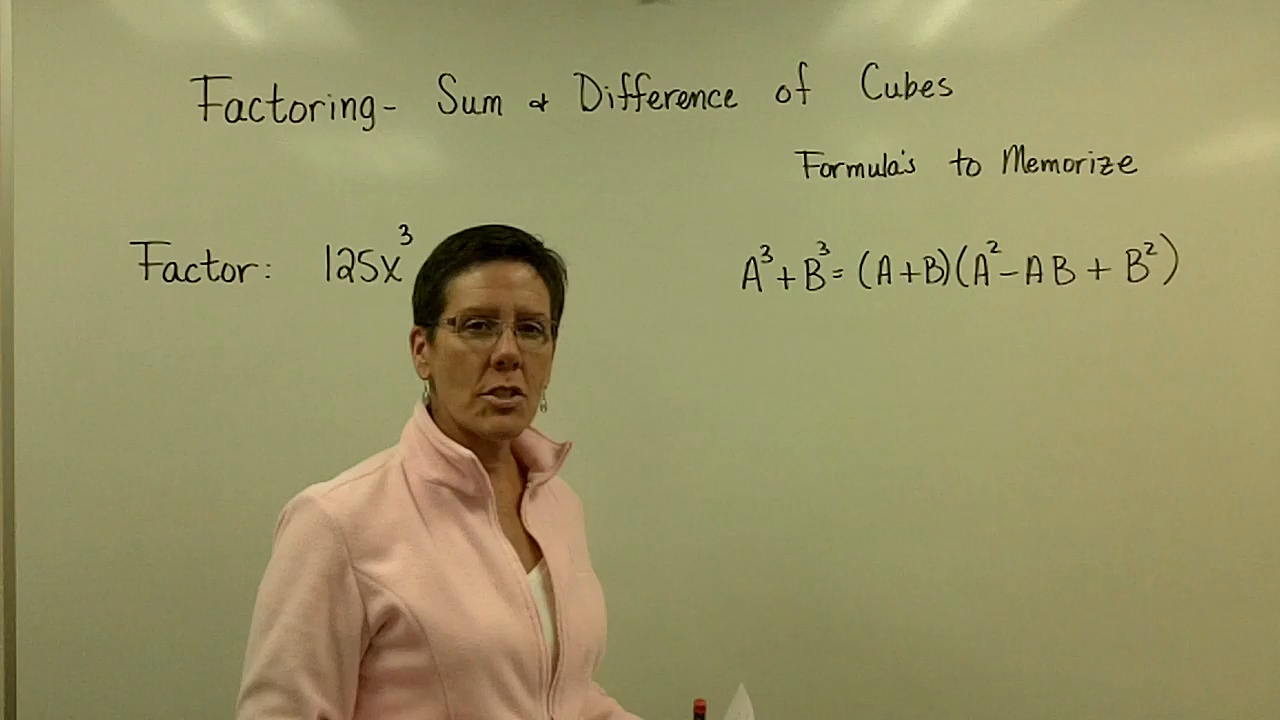 Factoring- Sum & Difference of Cubes
Formula's to Memorize
Factor: 125x³
A³+B³= (A+B)(A²-AB+B²)